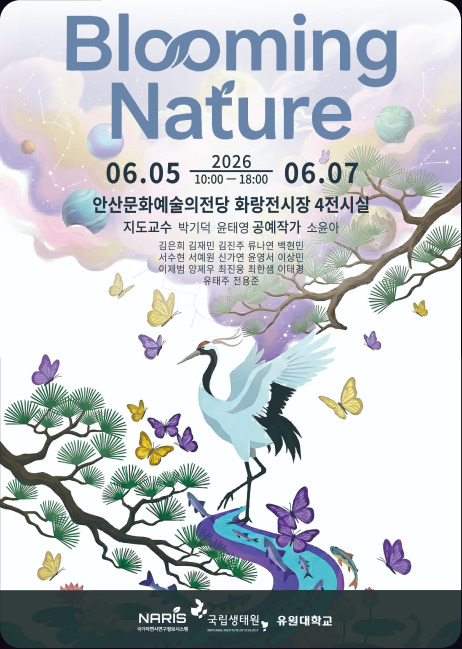 Blooming
Nature
06.05 2026 06.07
10:00 — 18:00
안산문화예술의전당 화랑전시장 4전시실
지도교수 박기덕 윤태영 공예작가 소윤아
김은희 김재민 김진주 류나연 백현민
서수현 서예원 신가연 윤영서 이상민
이제범 양제우 최진웅 최한샘 이태경
유태주 전용준
NARIS 국립생태원 유원대학교
국가자연사연구정보시스템 NATIONAL INSTITUTE OF ECOLOGY